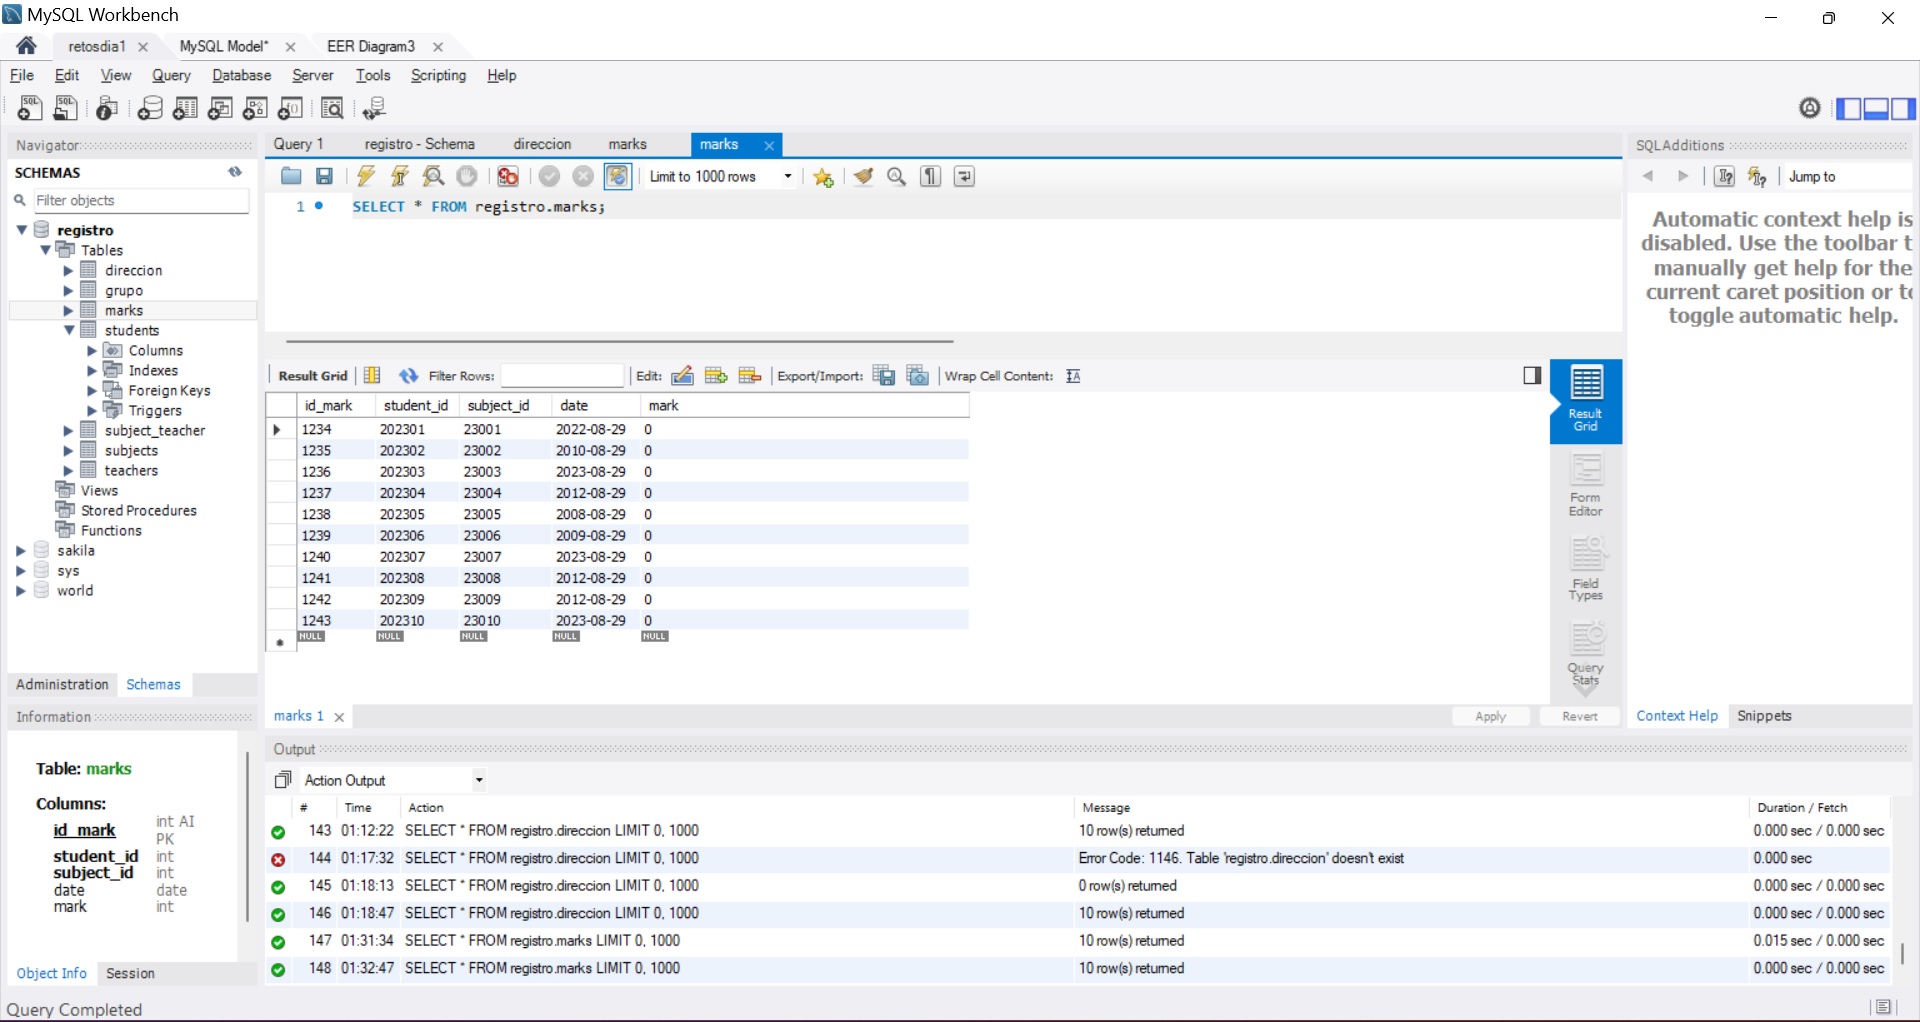 MySQL Workbench
retosdia1
MySQL Model*
EER Diagram3
File Edit View Query Database Server Tools Scripting Help
Navigator
SCHEMAS
Filter objects
registro
Tables
direccion
grupo
marks
students
Columns
Indexes
Foreign Keys
Triggers
subject_teacher
subjects
teachers
Views
Stored Procedures
Functions
sakila
sys
world
Administration Schemas
Information
Table: marks
Columns:
id_mark int AI PK
student_id int
subject_id int
date date
mark int
Object Info Session
Query 1 registro - Schema direccion marks marks
Limit to 1000 rows
1 SELECT * FROM registro.marks;
Result Grid Filter Rows: Edit: Export/Import: Wrap Cell Content: IA
id_mark student_id subject_id date mark
1234 202301 23001 2022-08-29 0
1235 202302 23002 2010-08-29 0
1236 202303 23003 2023-08-29 0
1237 202304 23004 2012-08-29 0
1238 202305 23005 2008-08-29 0
1239 202306 23006 2009-08-29 0
1240 202307 23007 2023-08-29 0
1241 202308 23008 2012-08-29 0
1242 202309 23009 2012-08-29 0
1243 202310 23010 2023-08-29 0
NULL NULL NULL NULL NULL
Result Grid
Form Editor
Field Types
Query Stats
marks 1
Apply Revert
SQLAdditions
Jump to
Automatic context help is
disabled. Use the toolbar t
manually get help for the
current caret position or to
toggle automatic help.
Context Help Snippets
Output
Action Output
# Time Action Message Duration / Fetch
143 01:12:22 SELECT * FROM registro.direccion LIMIT 0, 1000 10 row(s) returned 0.000 sec / 0.000 sec
144 01:17:32 SELECT * FROM registro.direccion LIMIT 0, 1000 Error Code: 1146. Table 'registro.direccion' doesn't exist 0.000 sec
145 01:18:13 SELECT * FROM registro.direccion LIMIT 0, 1000 0 row(s) returned 0.000 sec / 0.000 sec
146 01:18:47 SELECT * FROM registro.direccion LIMIT 0, 1000 10 row(s) returned 0.000 sec / 0.000 sec
147 01:31:34 SELECT * FROM registro.marks LIMIT 0, 1000 10 row(s) returned 0.015 sec / 0.000 sec
148 01:32:47 SELECT * FROM registro.marks LIMIT 0, 1000 10 row(s) returned 0.000 sec / 0.000 sec
Query Completed